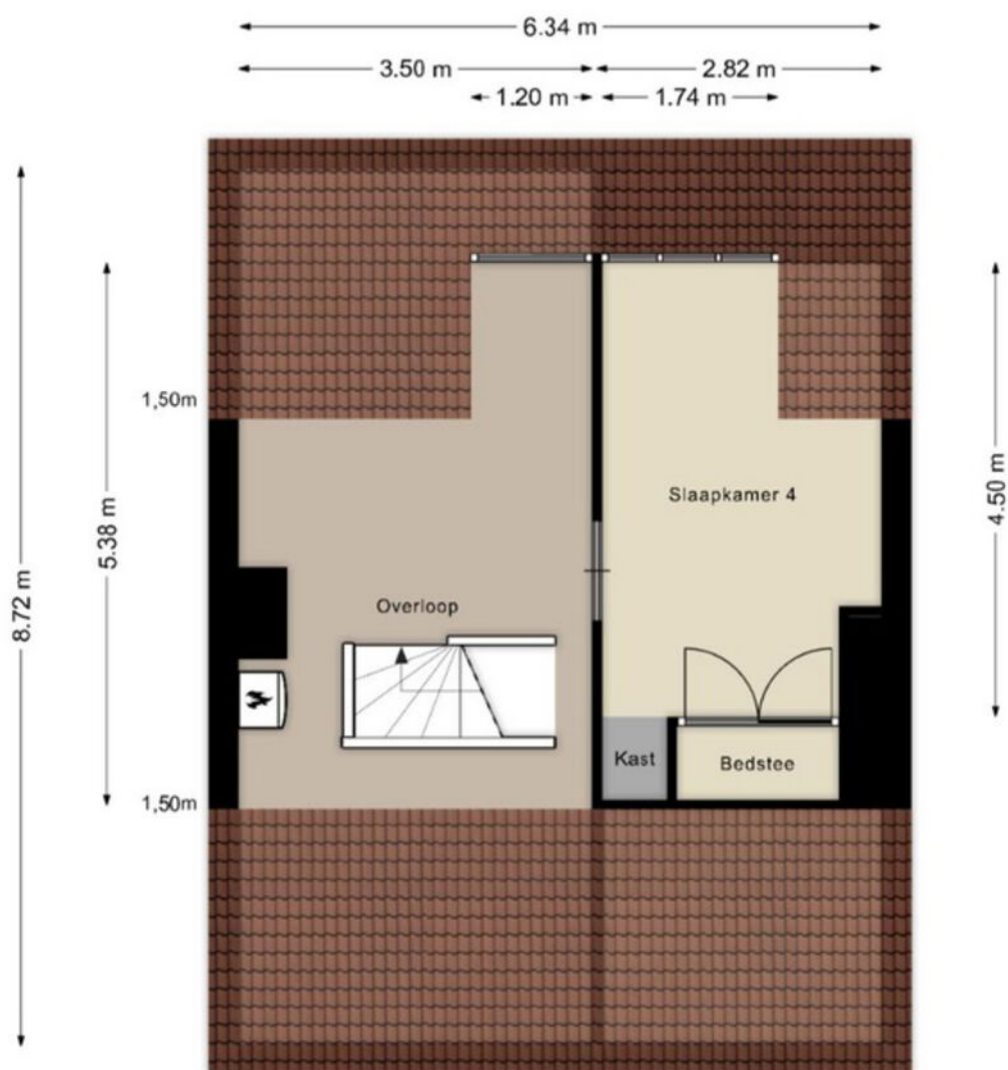 6.34 m
3.50 m
2.82 m
1.20 m
1.74 m
1,50m
8.72 m
5.38 m
4.50 m
Slaapkamer 4
Overloop
Kast
Bedstee
1,50m